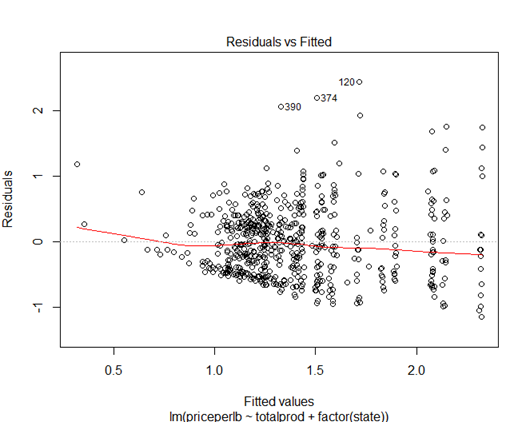 Residuals vs Fitted
Residuals
2
1
0
-1
120
374
390
0.5 1.0 1.5 2.0
Fitted values
lm(priceperlb ~ totalprod + factor(state))